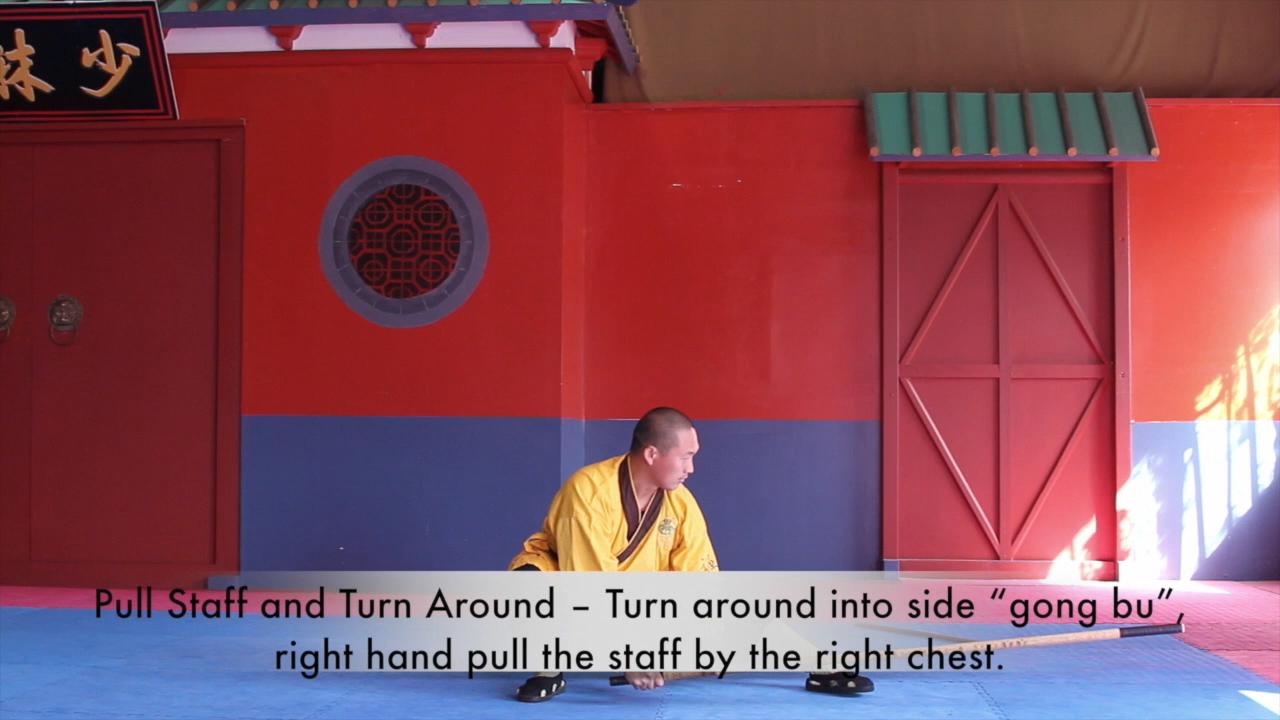 少林
Pull Staff and Turn Around – Turn around into side “gong bu”,
right hand pull the staff by the right chest.